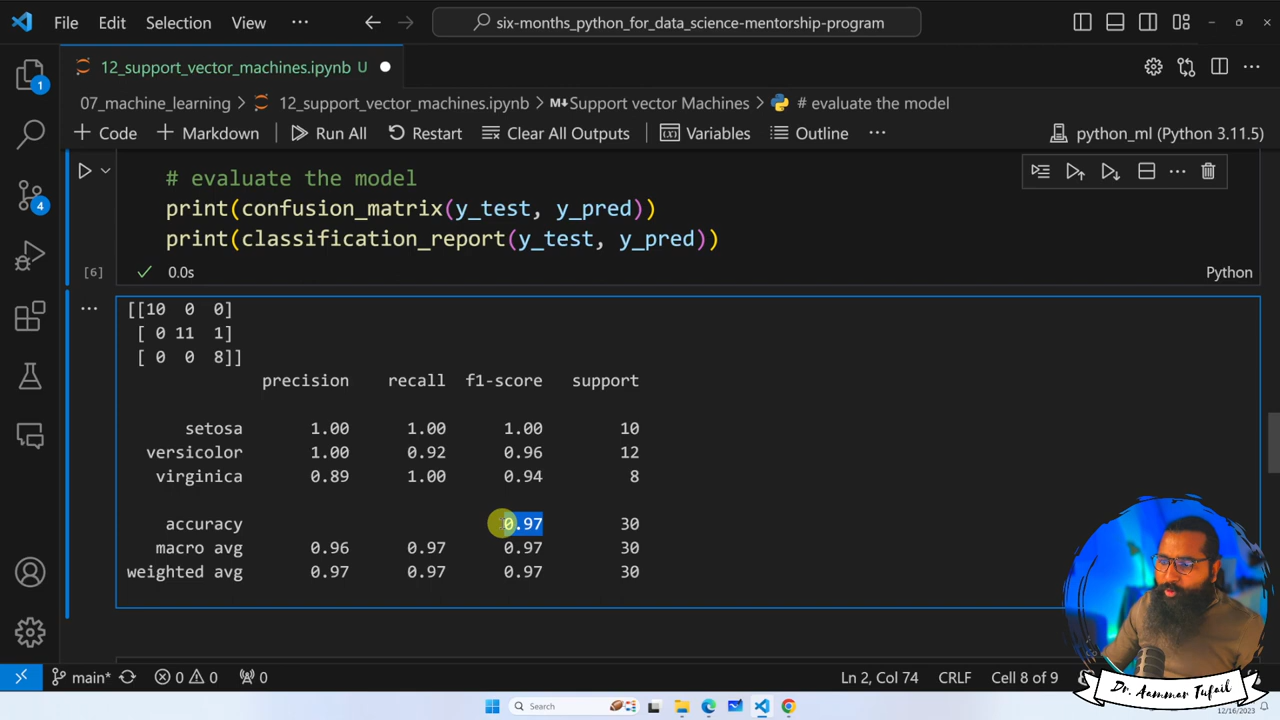 File Edit Selection View ··· six-months_python_for_data_science-mentorship-program
12_support_vector_machines.ipynb U
07_machine_learning > 12_support_vector_machines.ipynb > M↓Support vector Machines > # evaluate the model
+ Code + Markdown Run All Restart Clear All Outputs Variables Outline ··· python_ml (Python 3.11.5)
1
4
# evaluate the model
print(confusion_matrix(y_test, y_pred))
print(classification_report(y_test, y_pred))
[6] 0.0s Python
[[10 0 0]
[ 0 11 1]
[ 0 0 8]]
precision recall f1-score support
setosa 1.00 1.00 1.00 10
versicolor 1.00 0.92 0.96 12
virginica 0.89 1.00 0.94 8
accuracy 0.97 30
macro avg 0.96 0.97 0.97 30
weighted avg 0.97 0.97 0.97 30
Dr. Aammar Tufail
main* 0 0 0 Ln 2, Col 74 CRLF Cell 8 of 9
Search
12/16/2023